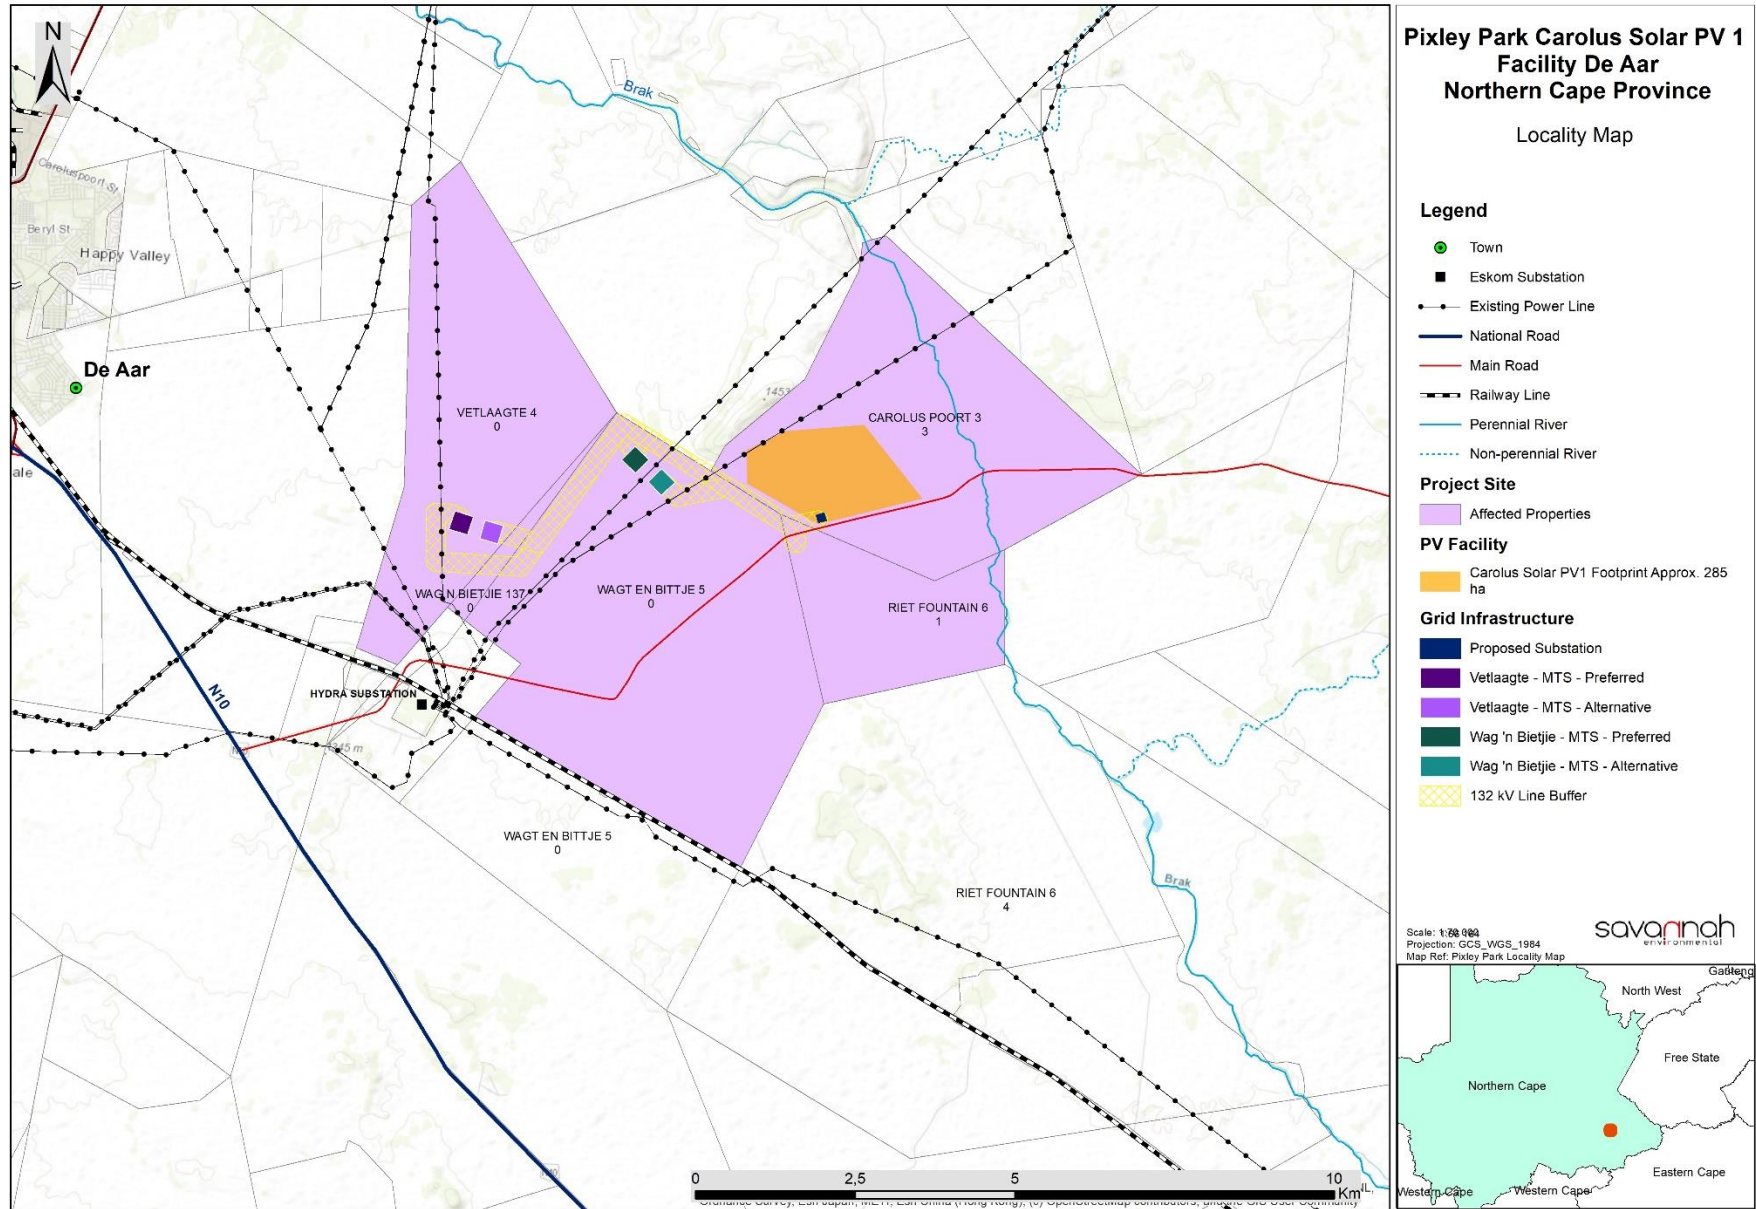 N
Brak
Caroluspoort St
Beryl St
Happy Valley
De Aar
ale
1453
VETLAAGTE 4
0
CAROLUS POORT 3
3
WAG N BIETJIE 137
0
WAGT EN BITTJE 5
0
RIET FOUNTAIN 6
1
N10
HYDRA SUBSTATION
WAGT EN BITTJE 5
0
RIET FOUNTAIN 6
4
Brak
0
2,5
5
10
Km
Pixley Park Carolus Solar PV 1
Facility De Aar
Northern Cape Province
Locality Map
Legend
Town
Eskom Substation
Existing Power Line
National Road
Main Road
Railway Line
Perennial River
Non-perennial River
Project Site
Affected Properties
PV Facility
Carolus Solar PV1 Footprint Approx. 285
ha
Grid Infrastructure
Proposed Substation
Vetlaagte - MTS - Preferred
Vetlaagte - MTS - Alternative
Wag 'n Bietjie - MTS - Preferred
Wag 'n Bietjie - MTS - Alternative
132 kV Line Buffer
Scale:
Projection: GCS_WGS_1984
Map Ref: Pixley Park Locality Map
savannah
environmental
Gauteng
North West
Free State
Northern Cape
Eastern Cape
Western Cape
Western Cape